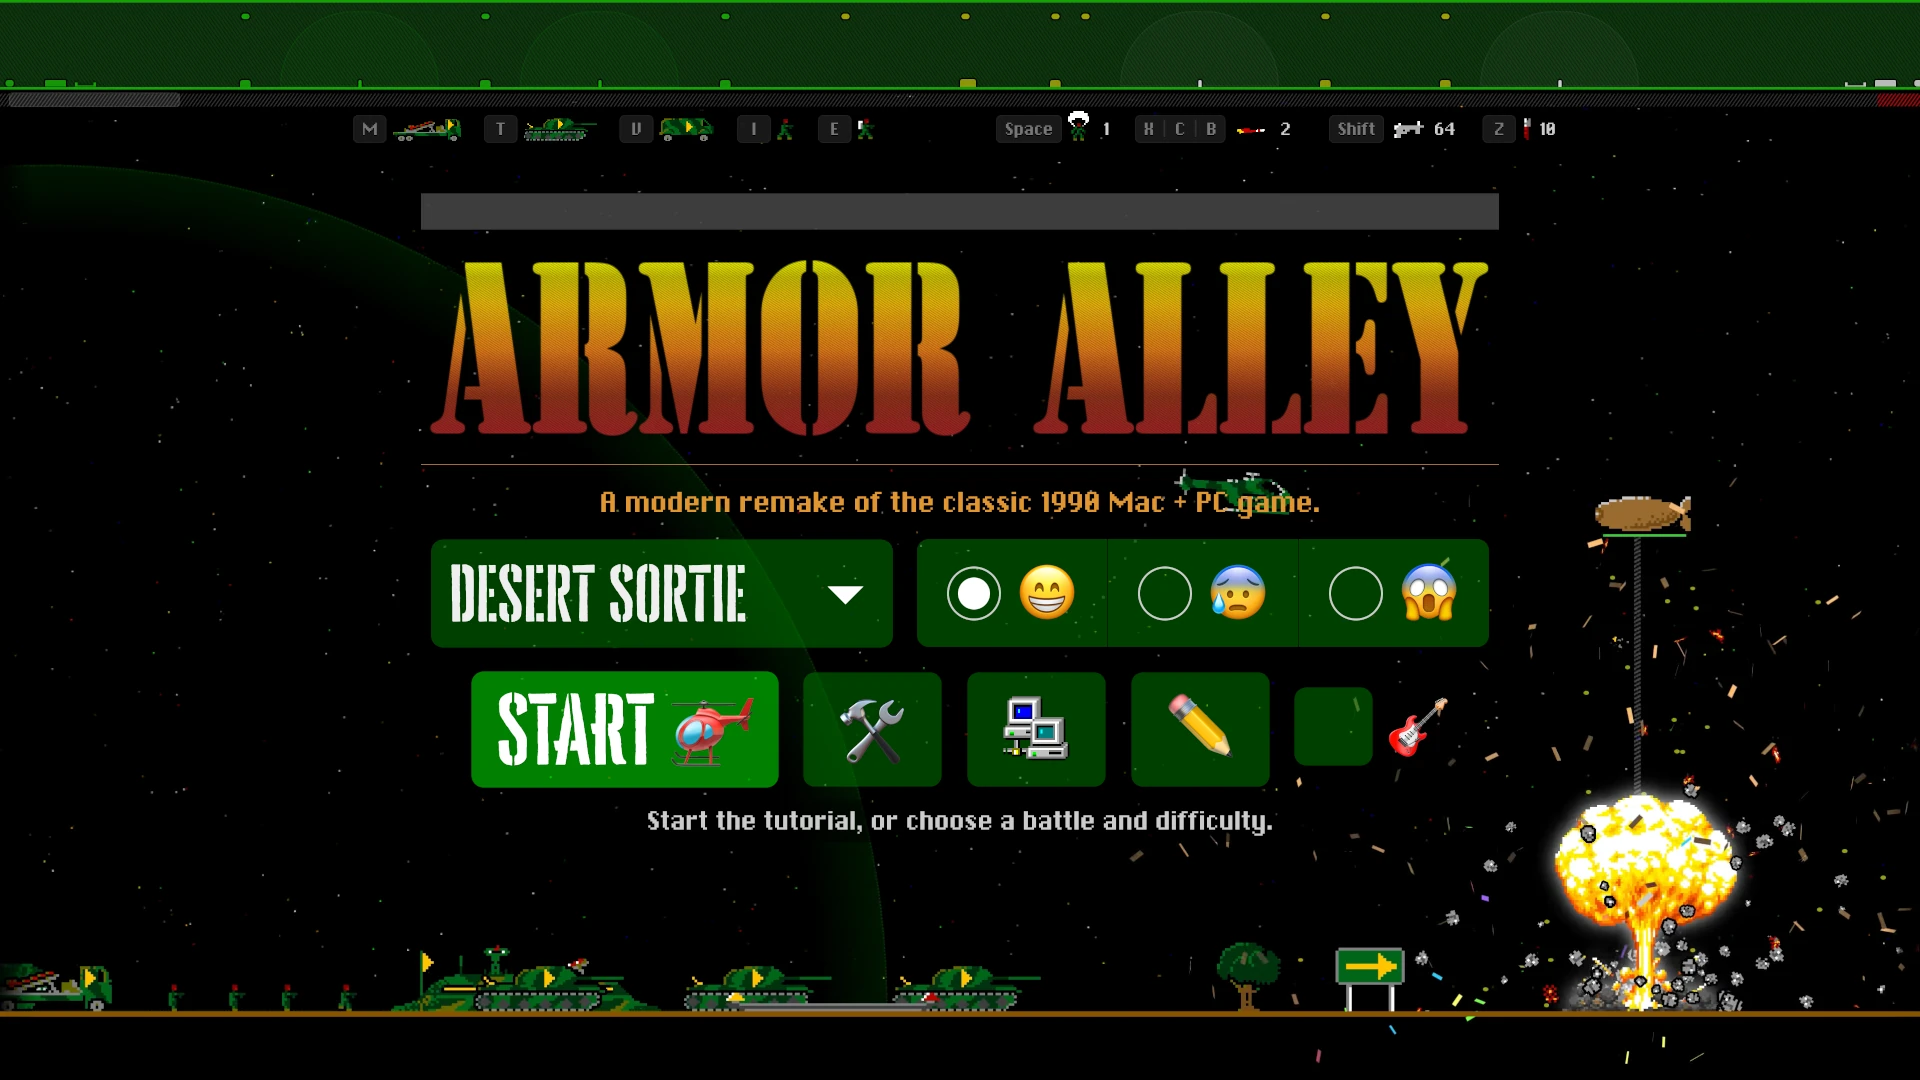 M T V I E Space 1 X C B 2 Shift 64 Z 10
ARMOR ALLEY
A modern remake of the classic 1990 Mac + PC game.
DESERT SORTIE
START
Start the tutorial, or choose a battle and difficulty.